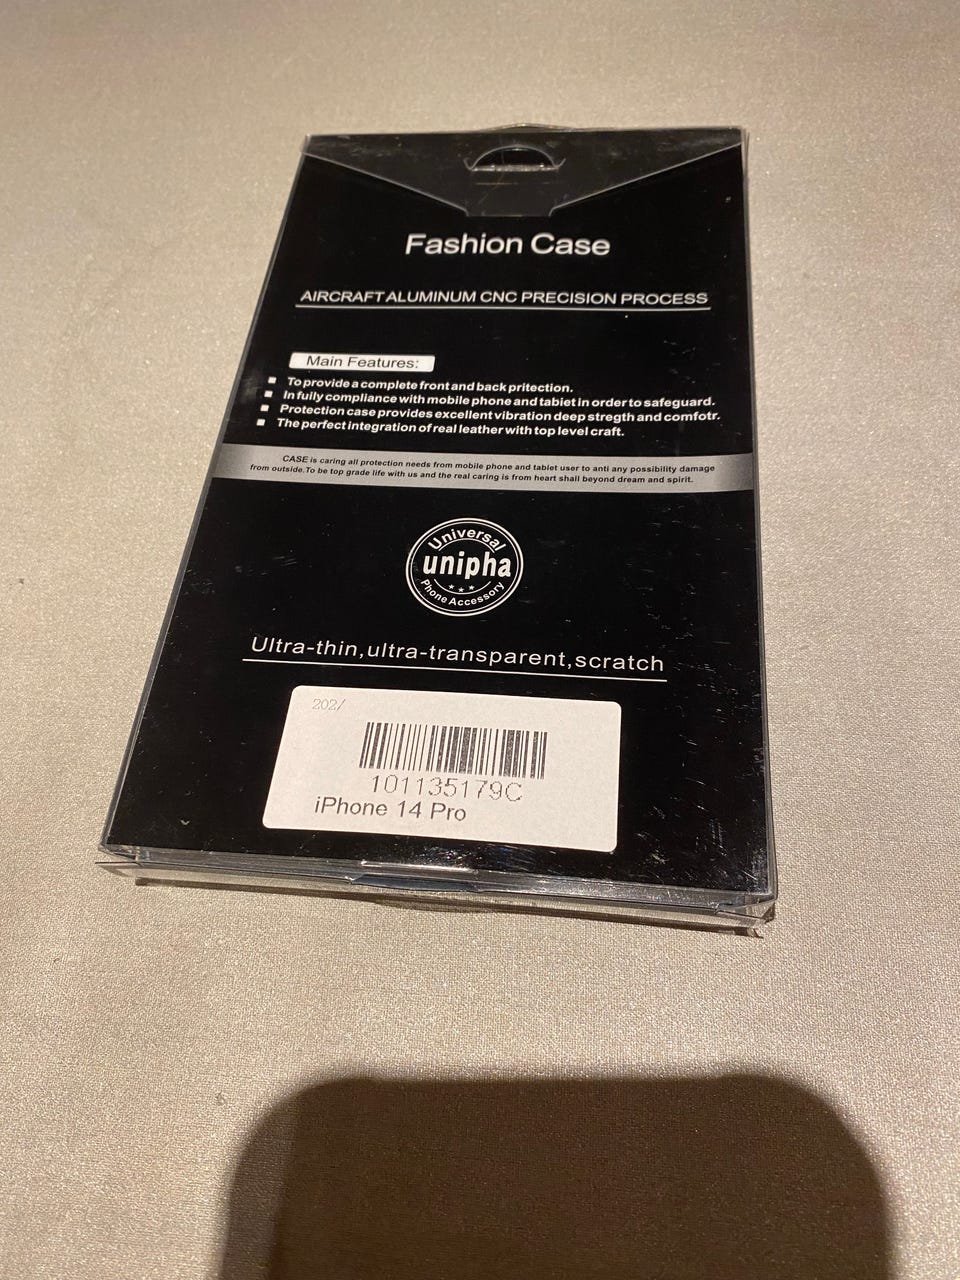 Fashion Case
AIRCRAFT ALUMINUM CNC PRECISION PROCESS
Main Features:
To provide a complete front and back pritection.
In fully compliance with mobile phone and tablet in order to safeguard.
Protection case provides excellent vibration deep stregth and comfotr.
The perfect integration of real leather with top level craft.
CASE is caring all protection needs from mobile phone and tablet user to anti any possibility damage
from outside.To be top grade life with us and the real caring is from heart shall beyond dream and spirit.
Universal
unipha
Phone Accessory
Ultra-thin,ultra-transparent,scratch
202/
101135179C
iPhone 14 Pro